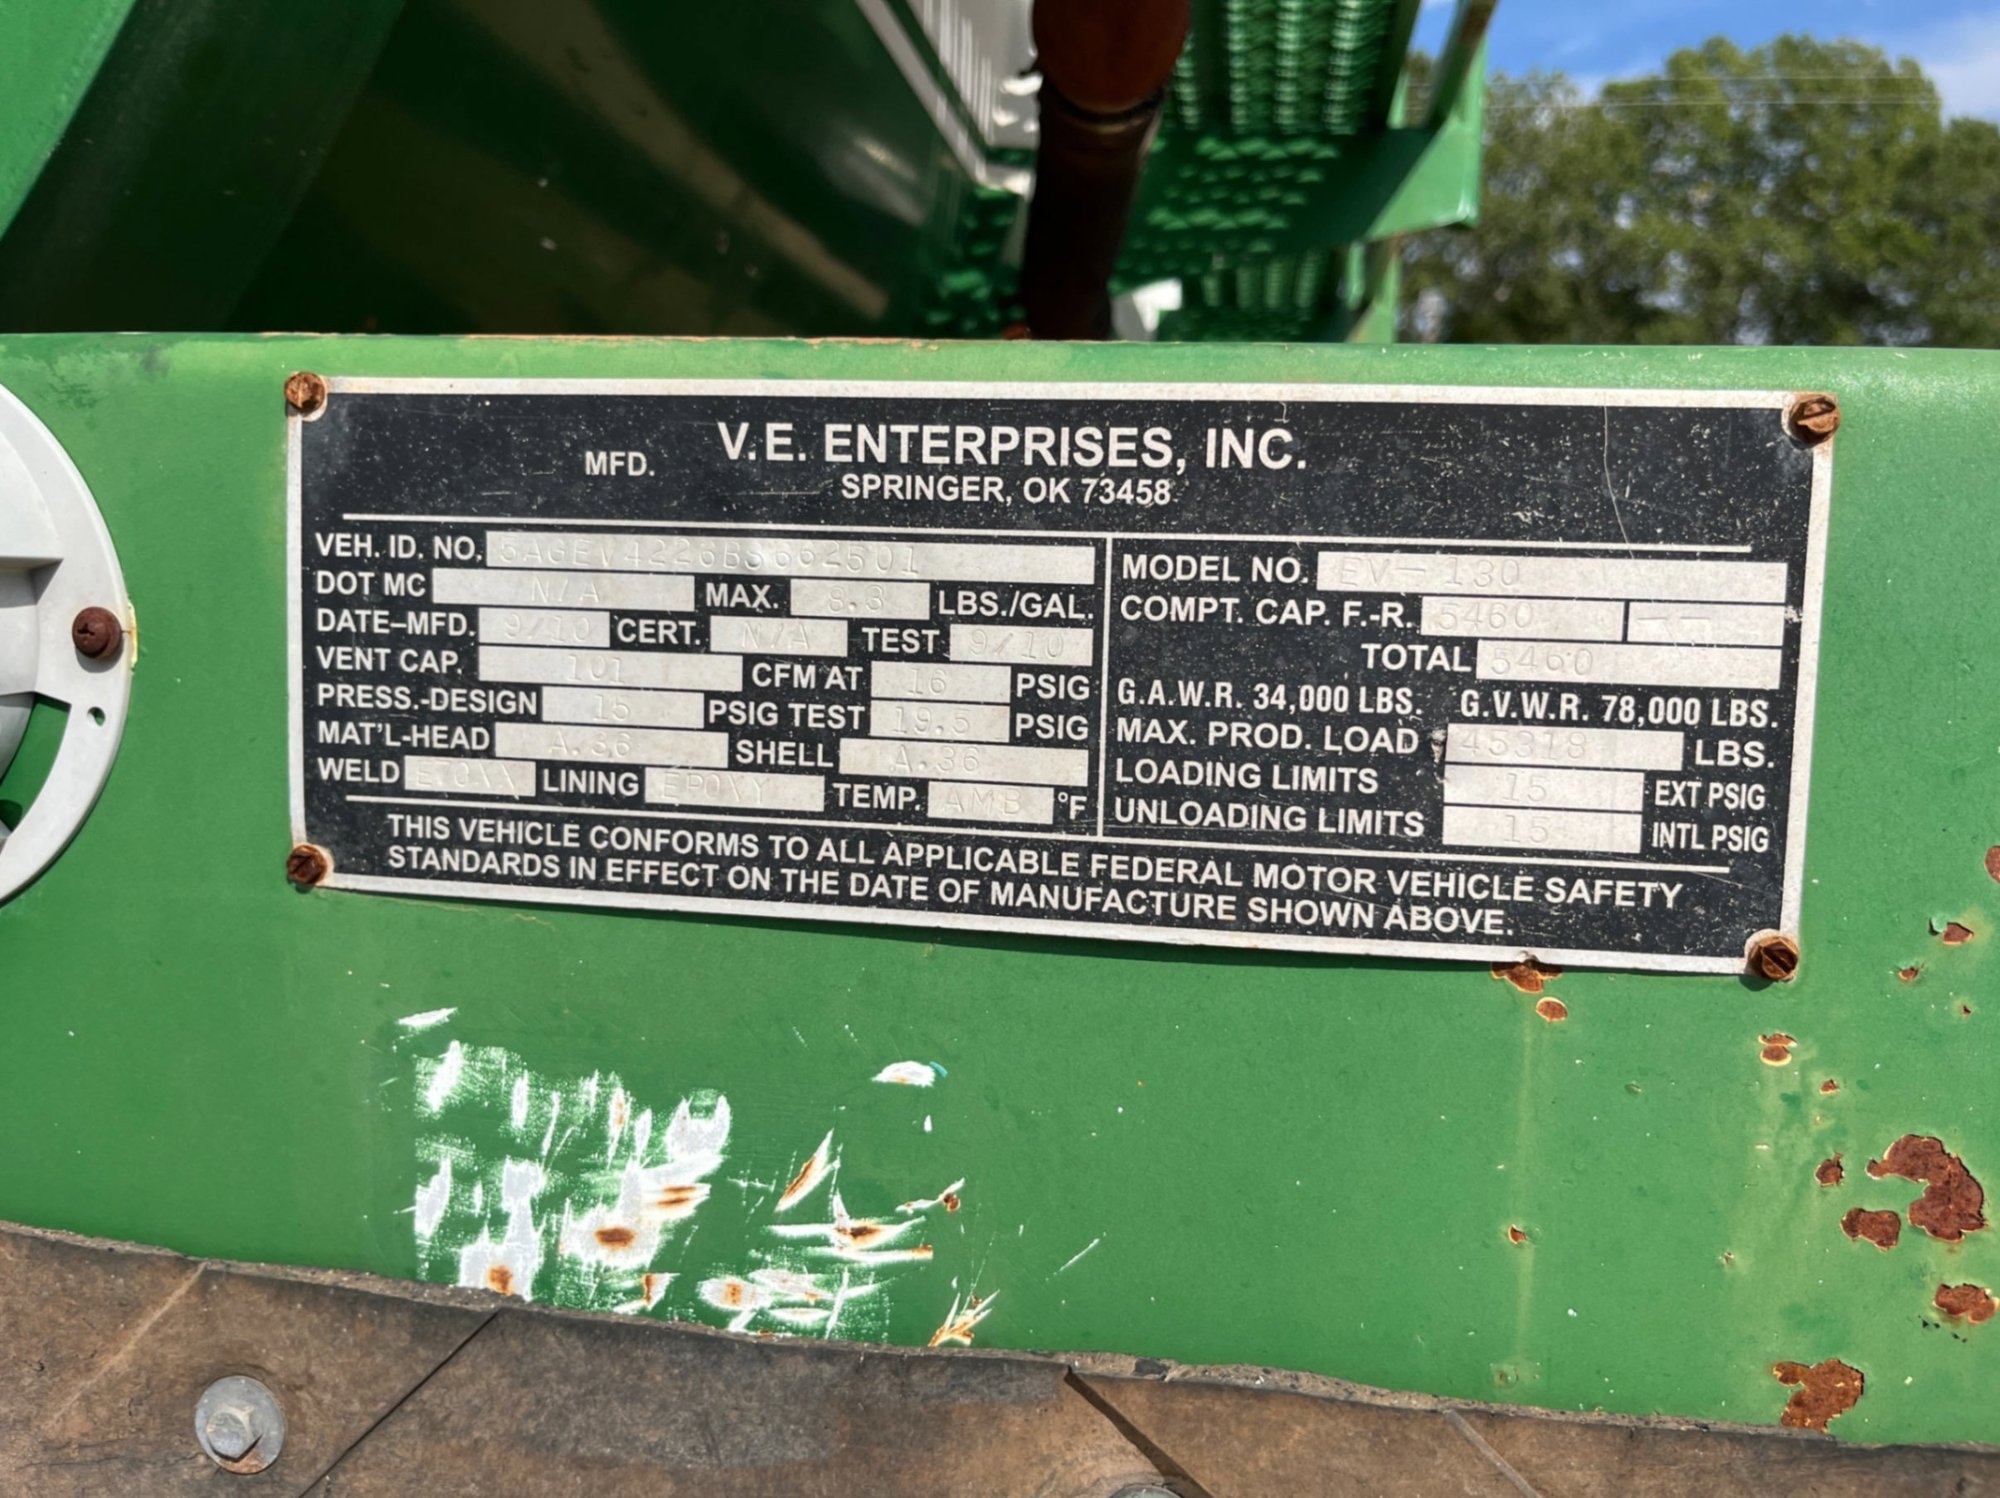 MFD. V.E. ENTERPRISES, INC.
SPRINGER, OK 73458
VEH. ID. NO. 5AGEV4226BS662501
DOT MC N/A MAX. 8.3 LBS./GAL.
DATE–MFD. 9/10 CERT. N/A TEST 9/10
VENT CAP. 101 CFM AT 16 PSIG
PRESS.-DESIGN 15 PSIG TEST 19.5 PSIG
MAT'L-HEAD A.36 SHELL A.36
WELD LINING EPOXY TEMP. AMB °F
MODEL NO. EV-130
COMPT. CAP. F.-R. 5460 --
TOTAL 5460
G.A.W.R. 34,000 LBS. G.V.W.R. 78,000 LBS.
MAX. PROD. LOAD 45318 LBS.
LOADING LIMITS 15 EXT PSIG
UNLOADING LIMITS 15 INTL PSIG
THIS VEHICLE CONFORMS TO ALL APPLICABLE FEDERAL MOTOR VEHICLE SAFETY
STANDARDS IN EFFECT ON THE DATE OF MANUFACTURE SHOWN ABOVE.